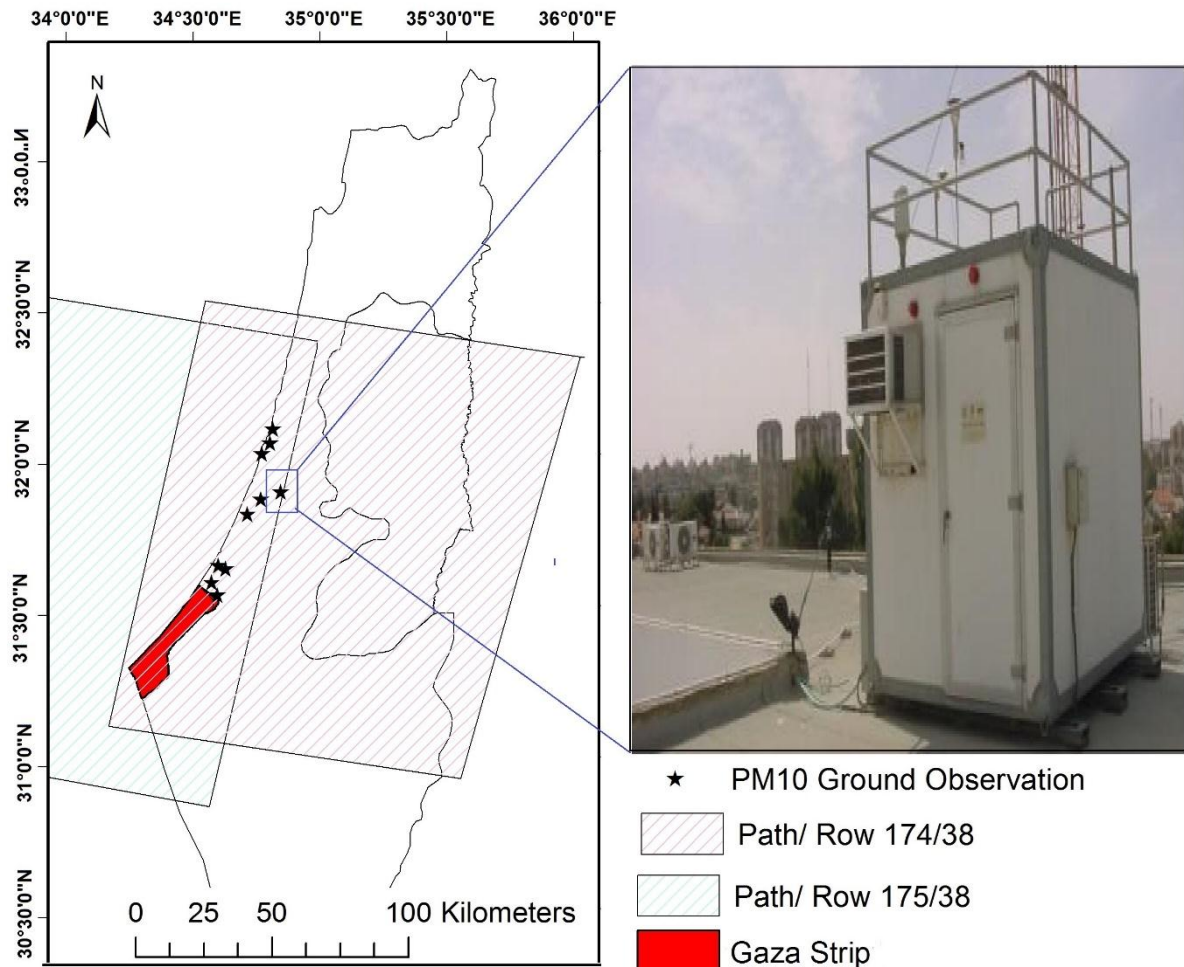 34°0'0"E 34°30'0"E 35°0'0"E 35°30'0"E 36°0'0"E
N
33°0'0"N
32°30'0"N
32°0'0"N
31°30'0"N
31°0'0"N
30°30'0"N
0 25 50 100 Kilometers
PM10 Ground Observation
Path/ Row 174/38
Path/ Row 175/38
Gaza Strip